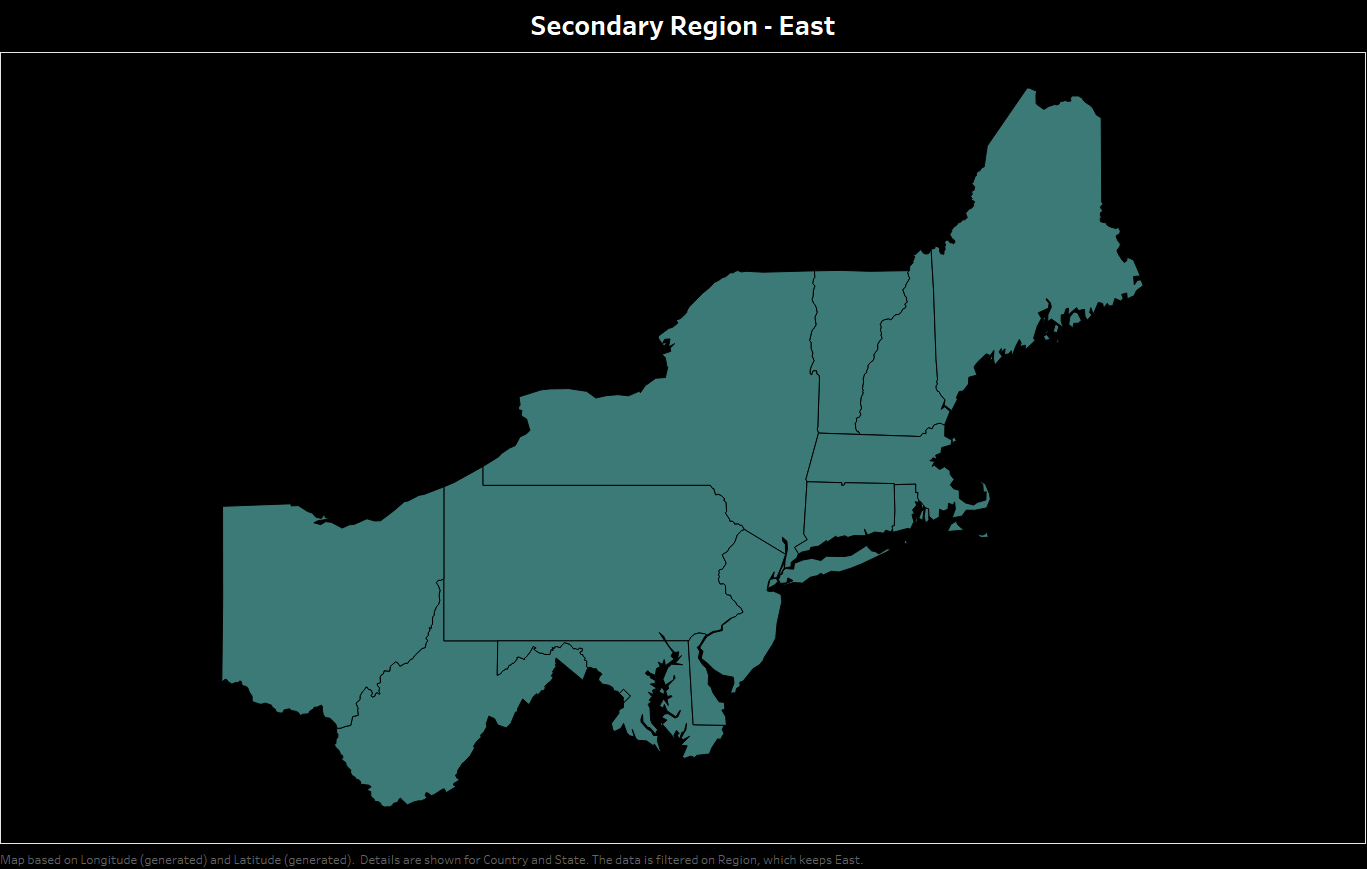 Secondary Region - East
Map based on Longitude (generated) and Latitude (generated).  Details are shown for Country and State. The data is filtered on Region, which keeps East.